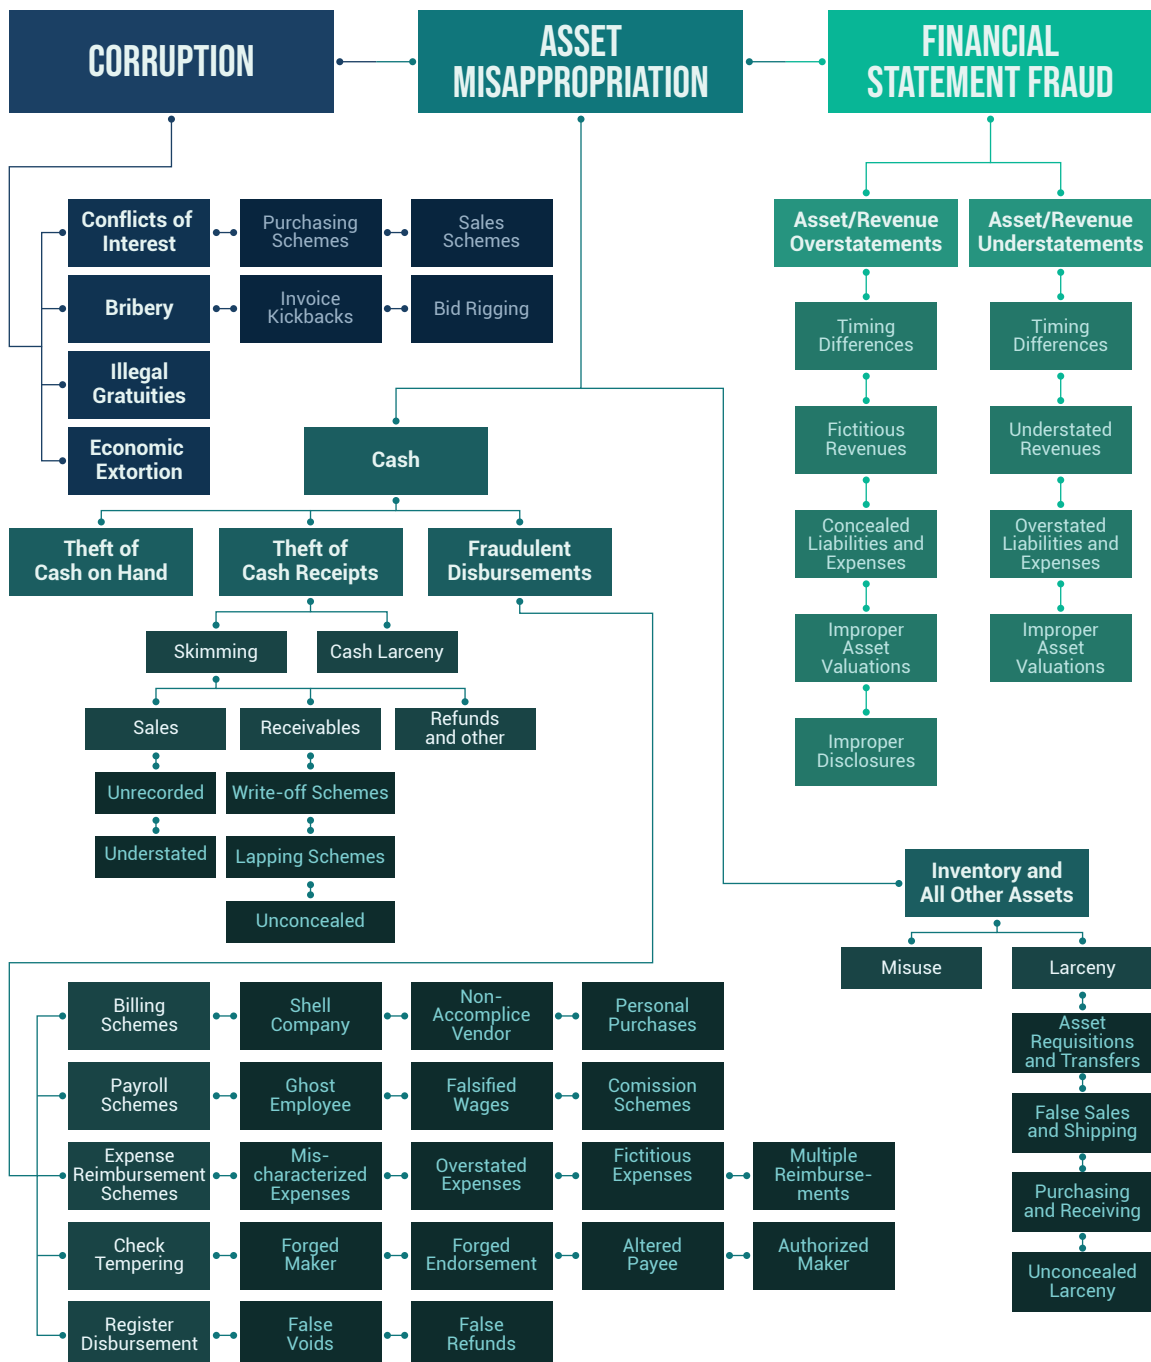 CORRUPTION
ASSET
MISAPPROPRIATION
FINANCIAL
STATEMENT FRAUD
Conflicts of
Interest
Purchasing
Schemes
Sales
Schemes
Bribery
Invoice
Kickbacks
Bid Rigging
Illegal
Gratuities
Economic
Extortion
Asset/Revenue
Overstatements
Timing
Differences
Fictitious
Revenues
Concealed
Liabilities and
Expenses
Improper
Asset
Valuations
Improper
Disclosures
Asset/Revenue
Understatements
Timing
Differences
Understated
Revenues
Overstated
Liabilities and
Expenses
Improper
Asset
Valuations
Cash
Theft of
Cash on Hand
Theft of
Cash Receipts
Fraudulent
Disbursements
Skimming
Cash Larceny
Sales
Receivables
Refunds
and other
Unrecorded
Write-off Schemes
Understated
Lapping Schemes
Unconcealed
Inventory and
All Other Assets
Misuse
Larceny
Asset
Requisitions
and Transfers
False Sales
and Shipping
Purchasing
and Receiving
Unconcealed
Larceny
Billing
Schemes
Shell
Company
Non-
Accomplice
Vendor
Personal
Purchases
Payroll
Schemes
Ghost
Employee
Falsified
Wages
Comission
Schemes
Expense
Reimbursement
Schemes
Mis-
characterized
Expenses
Overstated
Expenses
Fictitious
Expenses
Multiple
Reimburse-
ments
Check
Tempering
Forged
Maker
Forged
Endorsement
Altered
Payee
Authorized
Maker
Register
Disbursement
False
Voids
False
Refunds